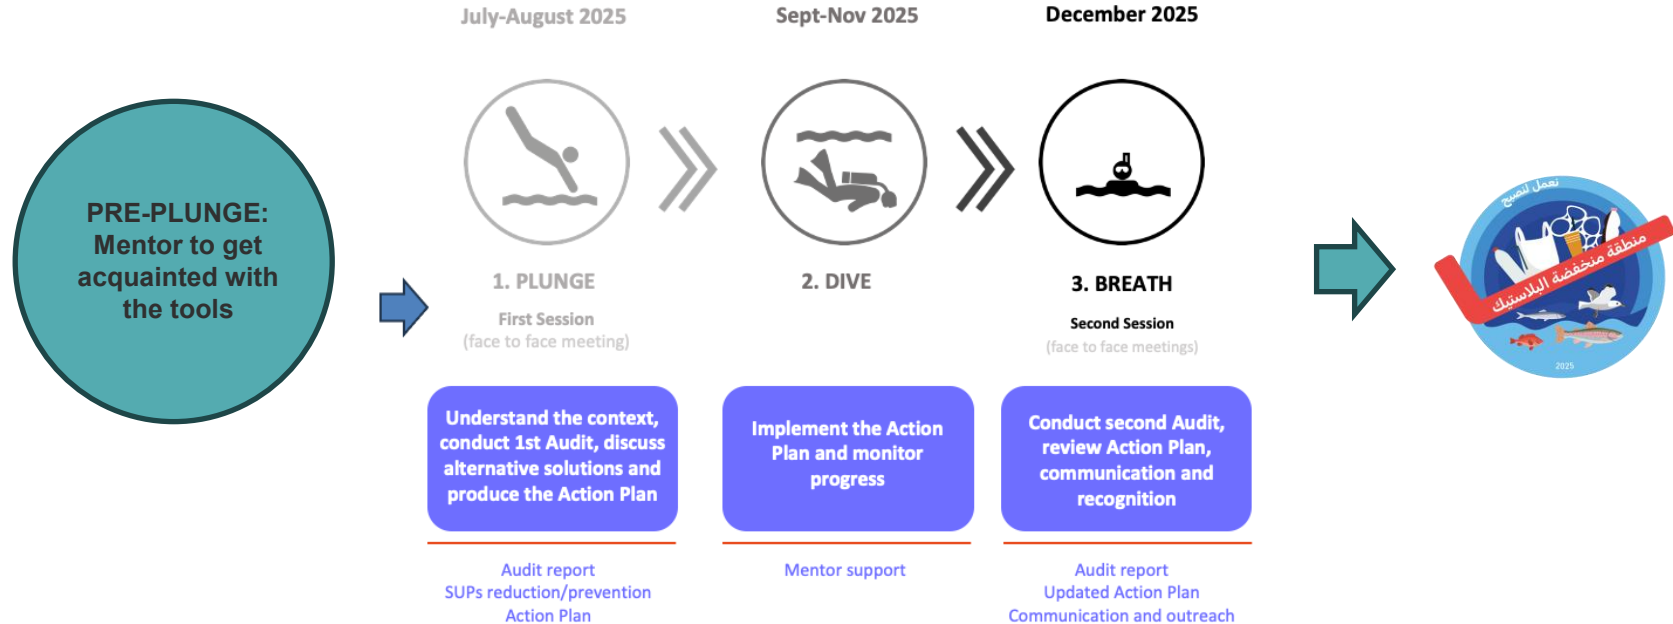 PRE-PLUNGE:
Mentor to get
acquainted with
the tools
July-August 2025
1. PLUNGE
First Session
(face to face meeting)
Understand the context,
conduct 1st Audit, discuss
alternative solutions and
produce the Action Plan
Audit report
SUPs reduction/prevention
Action Plan
Sept-Nov 2025
2. DIVE
Implement the Action
Plan and monitor
progress
Mentor support
December 2025
3. BREATH
Second Session
(face to face meetings)
Conduct second Audit,
review Action Plan,
communication and
recognition
Audit report
Updated Action Plan
Communication and outreach
نعمل لنصبح
منطقة منخفضة البلاستيك
2025